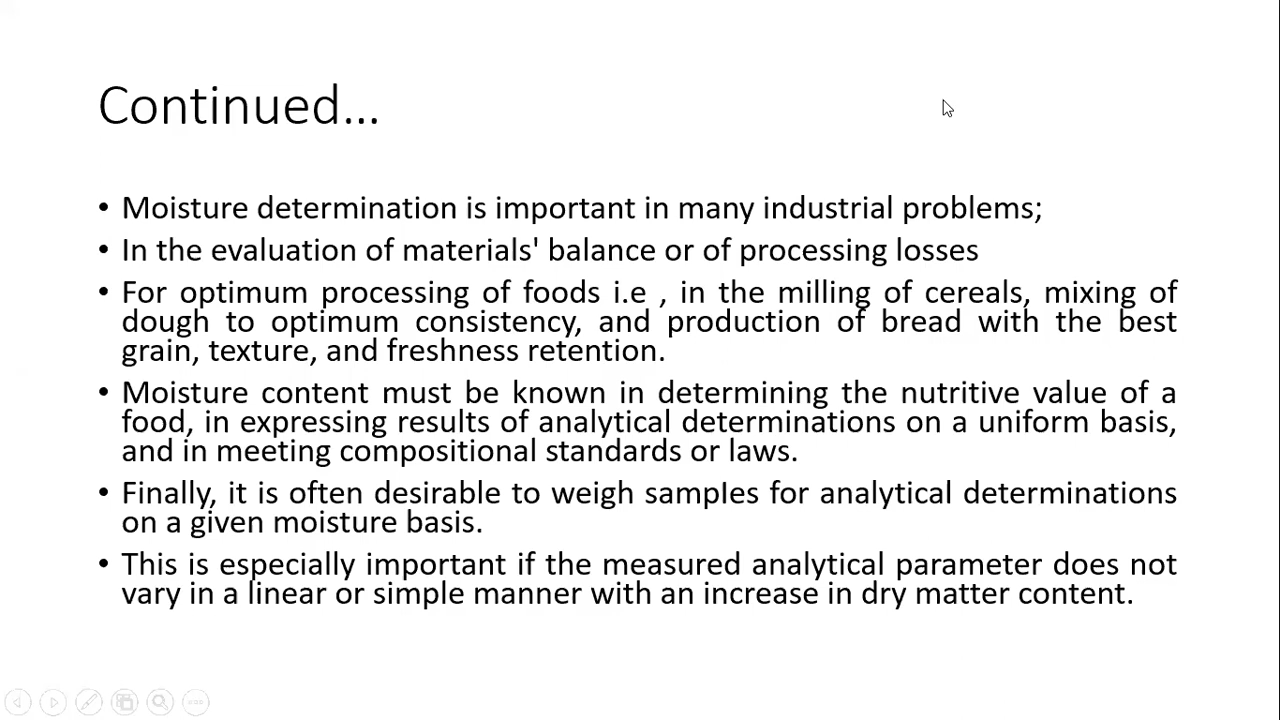 Continued...
• Moisture determination is important in many industrial problems;
• In the evaluation of materials' balance or of processing losses
• For optimum processing of foods i.e , in the milling of cereals, mixing of
dough to optimum consistency, and production of bread with the best
grain, texture, and freshness retention.
• Moisture content must be known in determining the nutritive value of a
food, in expressing results of analytical determinations on a uniform basis,
and in meeting compositional standards or laws.
• Finally, it is often desirable to weigh sampIes for analytical determinations
on a given moisture basis.
• This is especially important if the measured analytical parameter does not
vary in a linear or simple manner with an increase in dry matter content.